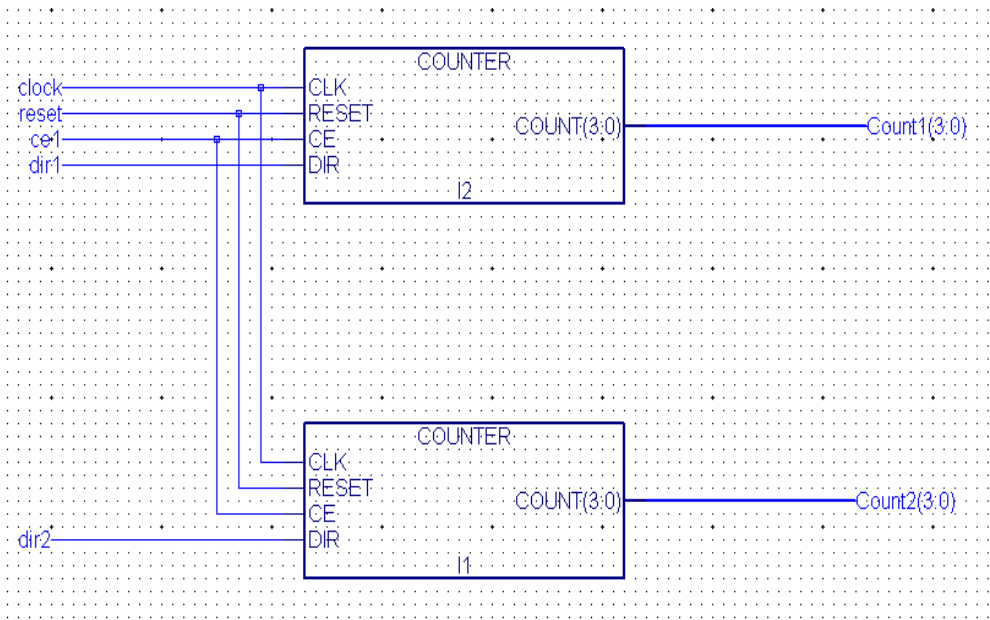 COUNTER
clock CLK
reset RESET
COUNT(3:0) Count1(3:0)
ce1 CE
dir1 DIR
I2
COUNTER
CLK
RESET
COUNT(3:0) Count2(3:0)
CE
dir2 DIR
I1